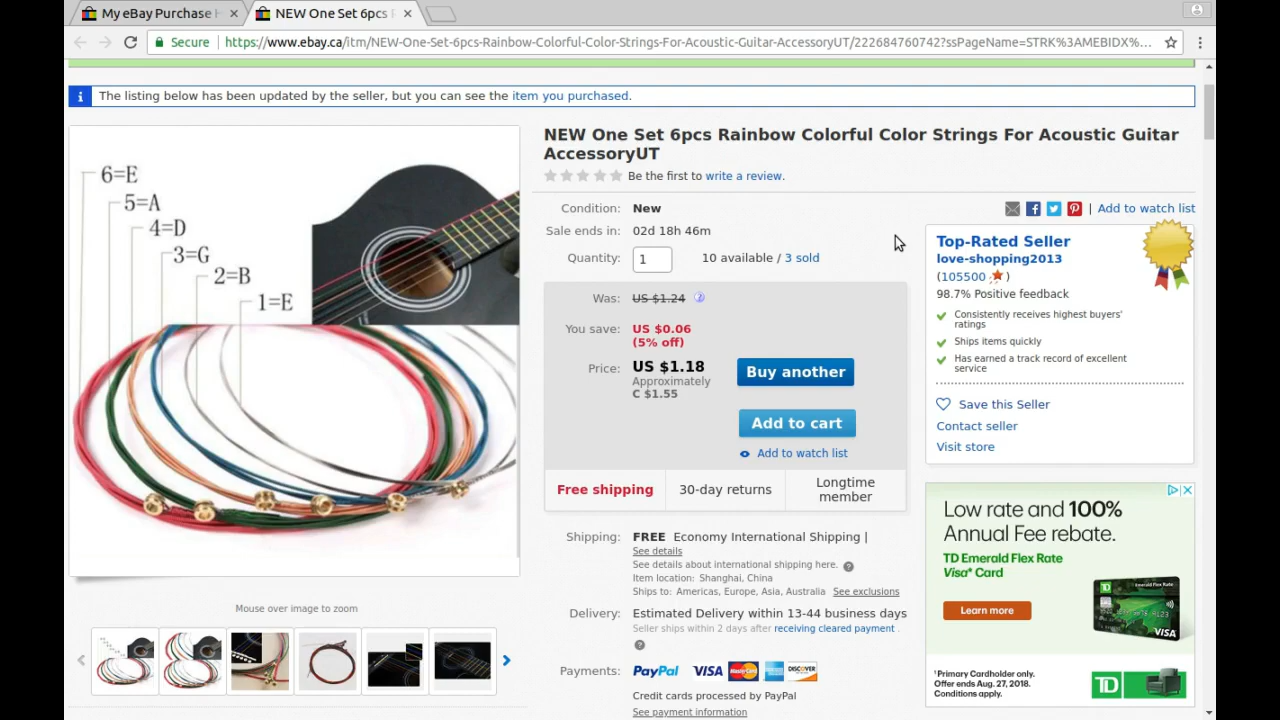 My eBay Purchase H
NEW One Set 6pcs R
Secure
https://www.ebay.ca/itm/NEW-One-Set-6pcs-Rainbow-Colorful-Color-Strings-For-Acoustic-Guitar-AccessoryUT/222684760742?ssPageName=STRK%3AMEBIDX%...
The listing below has been updated by the seller, but you can see the item you purchased.
6=E
5=A
4=D
3=G
2=B
1=E
Mouse over image to zoom
NEW One Set 6pcs Rainbow Colorful Color Strings For Acoustic Guitar
AccessoryUT
Be the first to write a review.
Condition: New
Sale ends in: 02d 18h 46m
Quantity: 1 10 available / 3 sold
Was: US $1.24
You save: US $0.06
(5% off)
Price: US $1.18
Approximately
C $1.55
Buy another
Add to cart
Add to watch list
Free shipping
30-day returns
Longtime
member
Shipping: FREE Economy International Shipping |
See details
See details about international shipping here.
Item location: Shanghai, China
Ships to: Americas, Europe, Asia, Australia See exclusions
Delivery: Estimated Delivery within 13-44 business days
Seller ships within 2 days after receiving cleared payment .
Payments: PayPal VISA MasterCard DISCOVER
Credit cards processed by PayPal
See payment information
| Add to watch list
Top-Rated Seller
love-shopping2013
(105500 )
98.7% Positive feedback
Consistently receives highest buyers'
ratings
Ships items quickly
Has earned a track record of excellent
service
Save this Seller
Contact seller
Visit store
Low rate and 100%
Annual Fee rebate.
TD Emerald Flex Rate
Visa* Card
Learn more
TD
VISA
¹Primary Cardholder only.
Offer ends Aug. 27, 2018.
Conditions apply.
TD